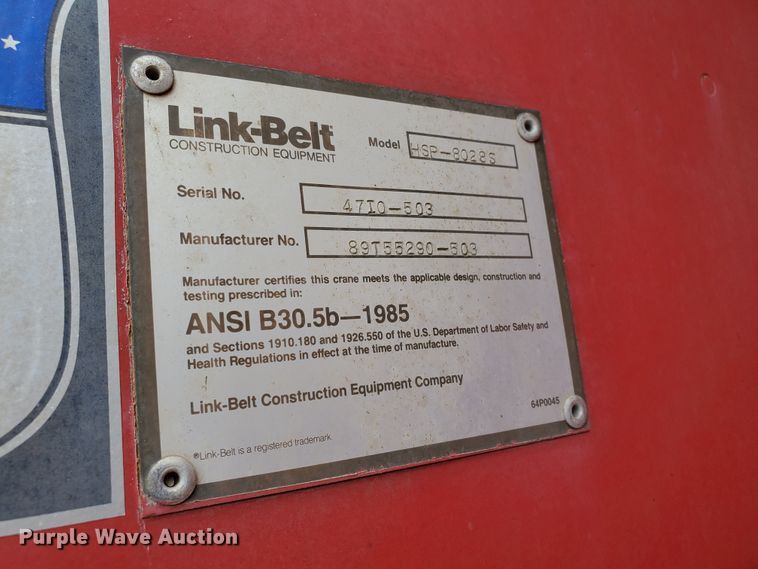 Link-Belt
CONSTRUCTION EQUIPMENT
Model HSP-8028S
Serial No. 47I0-503
Manufacturer No. 89T55290-503
Manufacturer certifies this crane meets the applicable design, construction and
testing prescribed in:
ANSI B30.5b—1985
and Sections 1910.180 and 1926.550 of the U.S. Department of Labor Safety and
Health Regulations in effect at the time of manufacture.
Link-Belt Construction Equipment Company
64P0045
®Link-Belt is a registered trademark.
Purple Wave Auction®